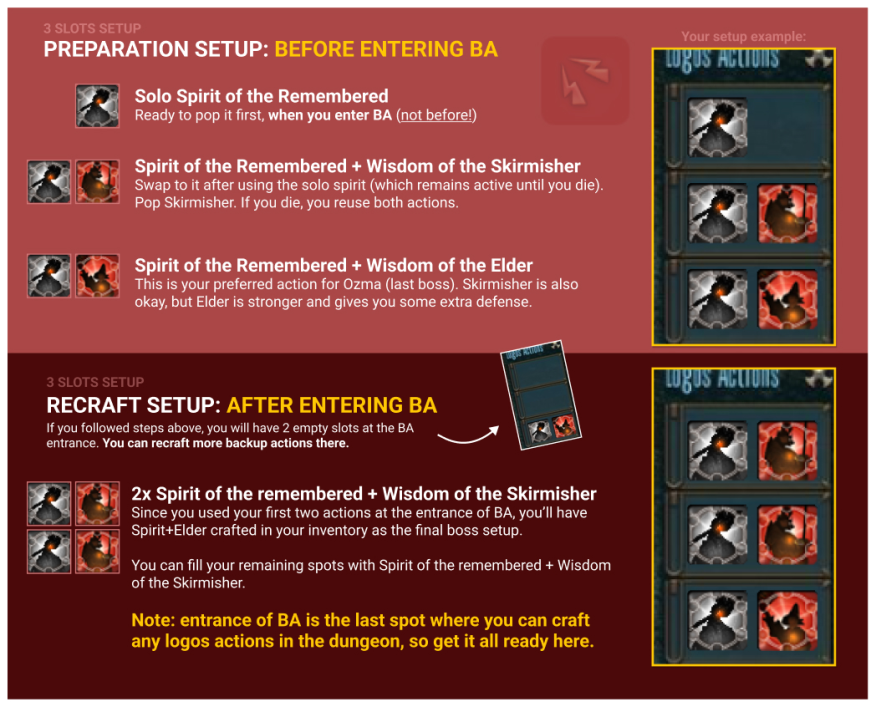 3 SLOTS SETUP
PREPARATION SETUP: BEFORE ENTERING BA
Your setup example:
Logos Actions
Solo Spirit of the Remembered
Ready to pop it first, when you enter BA (not before!)
Spirit of the Remembered + Wisdom of the Skirmisher
Swap to it after using the solo spirit (which remains active until you die).
Pop Skirmisher. If you die, you reuse both actions.
Spirit of the Remembered + Wisdom of the Elder
This is your preferred action for Ozma (last boss). Skirmisher is also
okay, but Elder is stronger and gives you some extra defense.
3 SLOTS SETUP
RECRAFT SETUP: AFTER ENTERING BA
If you followed steps above, you will have 2 empty slots at the BA
entrance. You can recraft more backup actions there.
Logos Actions
Logos Actions
2x Spirit of the remembered + Wisdom of the Skirmisher
Since you used your first two actions at the entrance of BA, you’ll have
Spirit+Elder crafted in your inventory as the final boss setup.
You can fill your remaining spots with Spirit of the remembered + Wisdom
of the Skirmisher.
Note: entrance of BA is the last spot where you can craft
any logos actions in the dungeon, so get it all ready here.